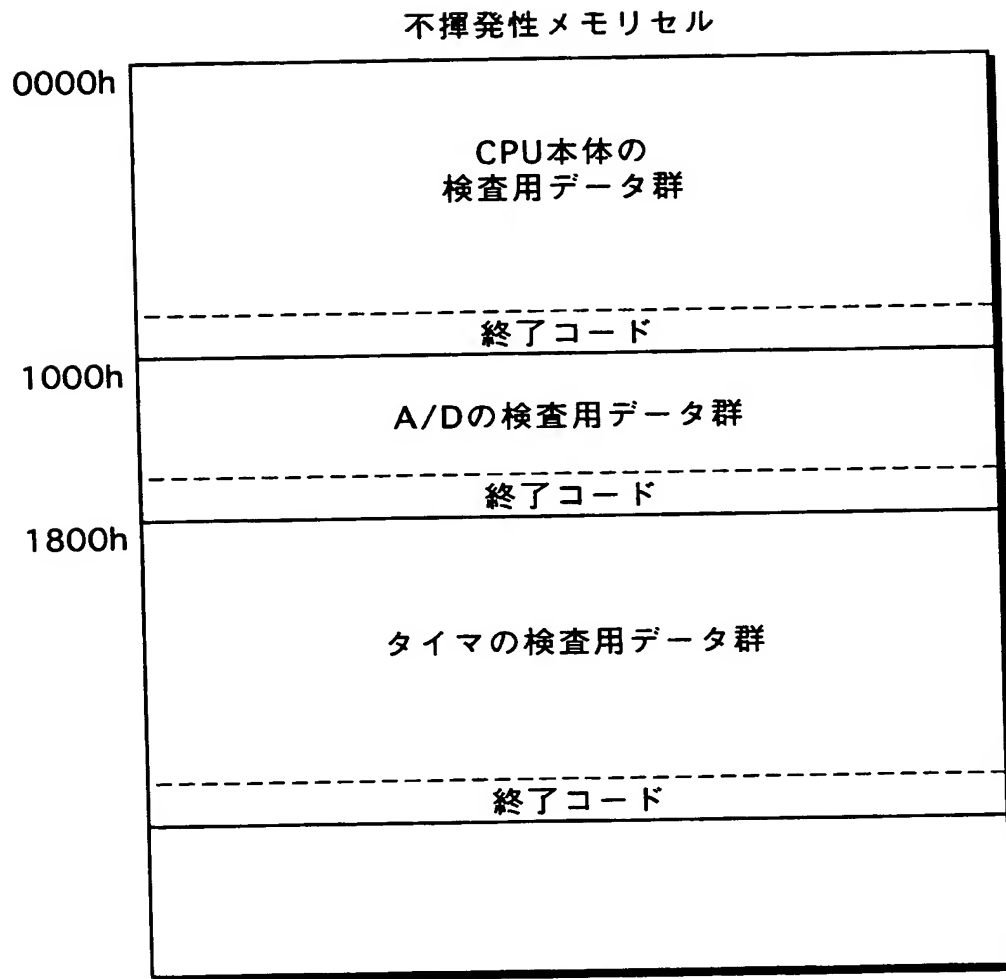 不揮発性メモリセル
0000h
CPU本体の
検査用データ群
終了コード
1000h
A/Dの検査用データ群
終了コード
1800h
タイマの検査用データ群
終了コード